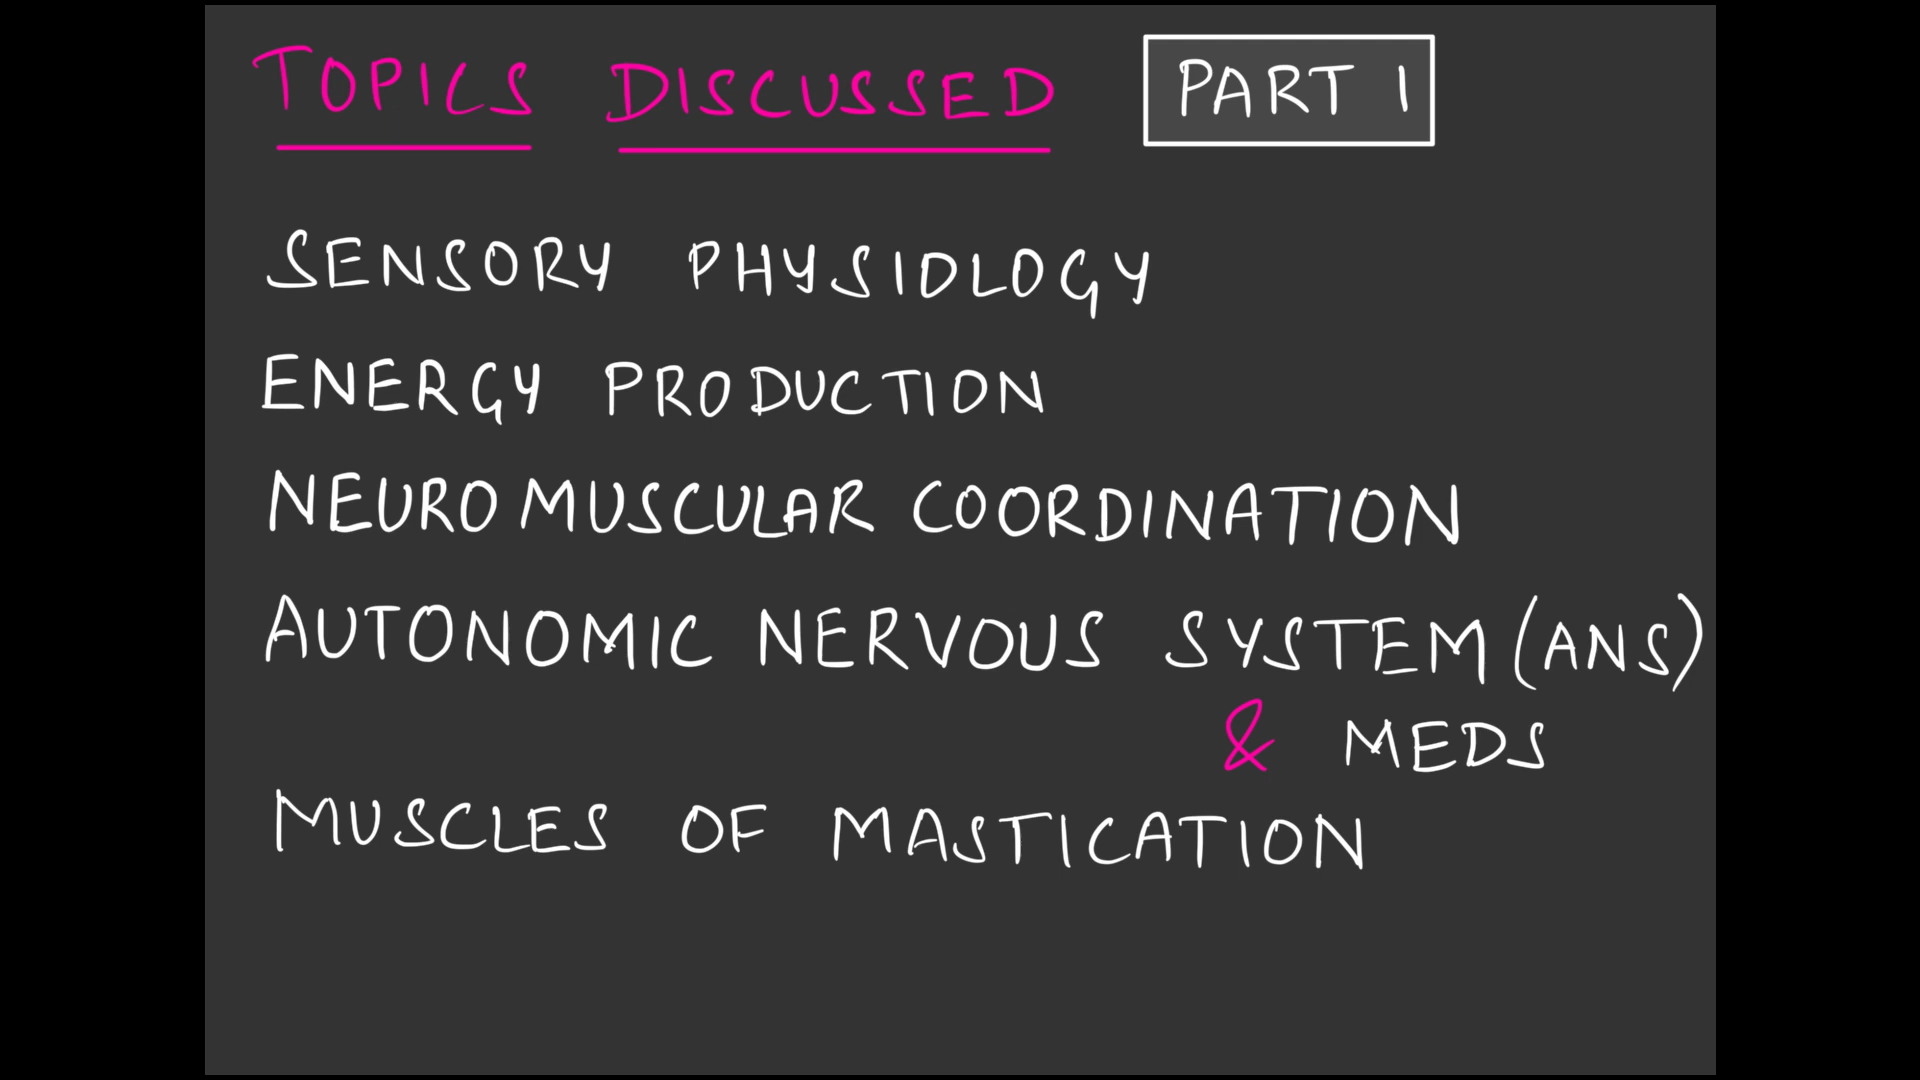 TOPICS DISCUSSED PART 1
SENSORY PHYSIOLOGY
ENERGY PRODUCTION
NEUROMUSCULAR COORDINATION
AUTONOMIC NERVOUS SYSTEM (ANS)
& MEDS
MUSCLES OF MASTICATION